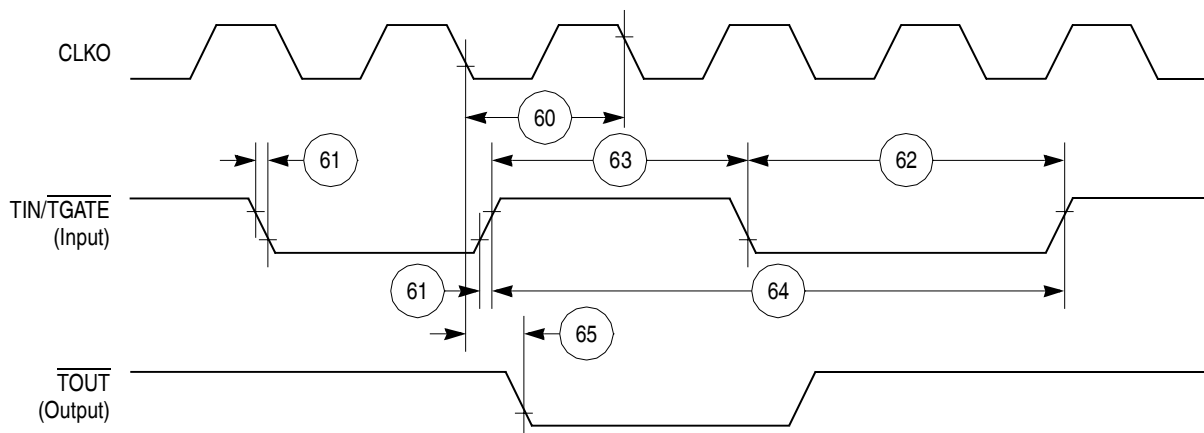 CLKO
60
61
63
62
TIN/TGATE
(Input)
61
64
65
TOUT
(Output)